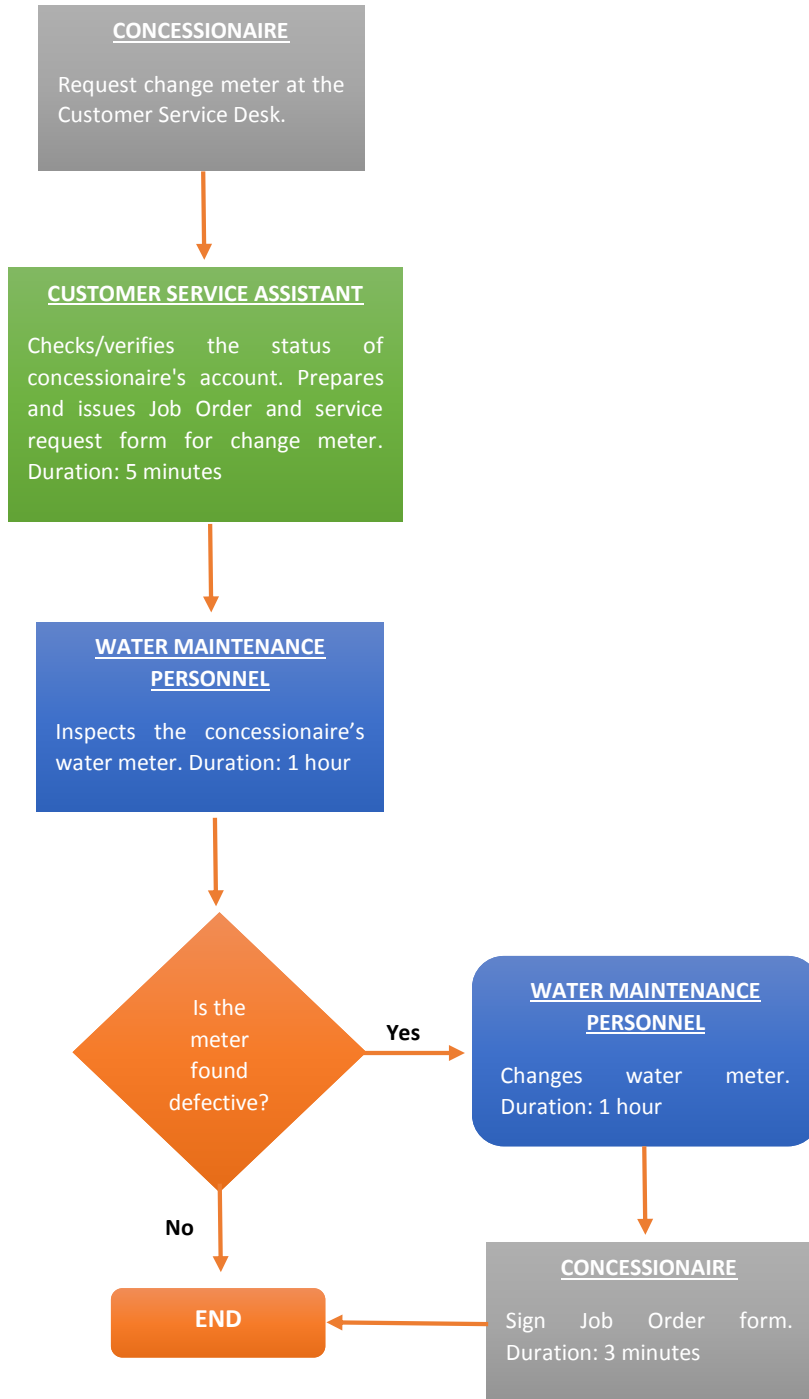 CONCESSIONAIRE
Request change meter at the
Customer Service Desk.
CUSTOMER SERVICE ASSISTANT
Checks/verifies the status of
concessionaire's account. Prepares
and issues Job Order and service
request form for change meter.
Duration: 5 minutes
WATER MAINTENANCE
PERSONNEL
Inspects the concessionaire’s
water meter. Duration: 1 hour
Is the
meter
found
defective?
Yes
WATER MAINTENANCE
PERSONNEL
Changes water meter.
Duration: 1 hour
No
CONCESSIONAIRE
Sign Job Order form.
Duration: 3 minutes
END